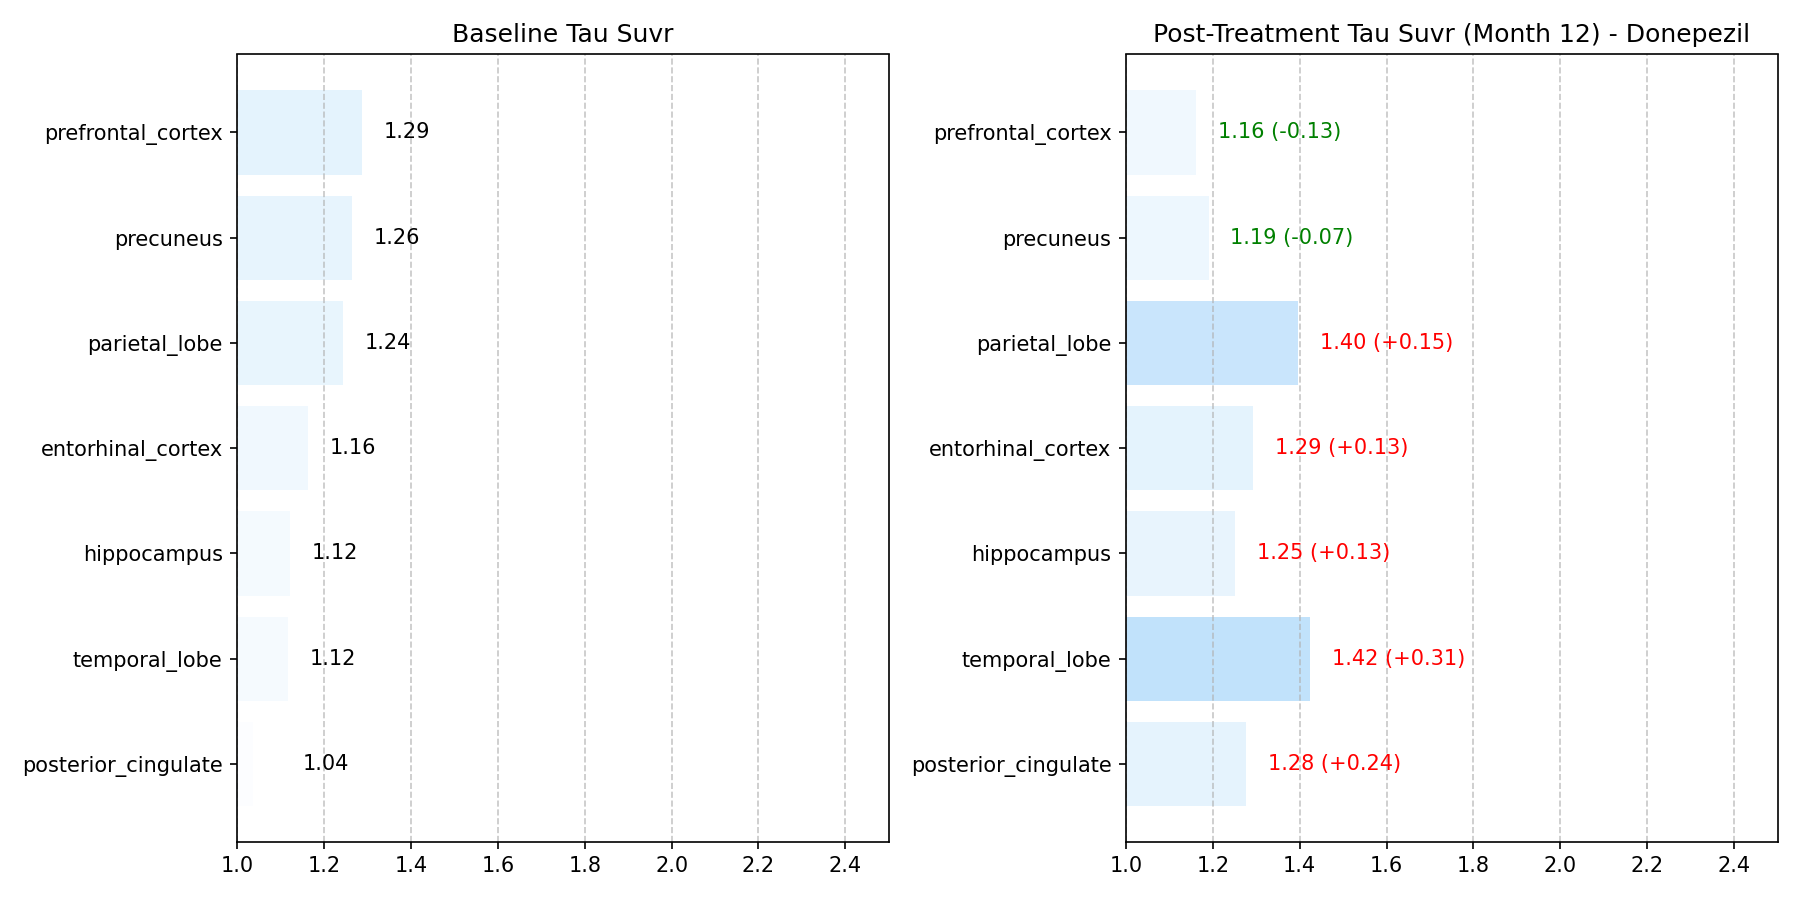 Baseline Tau Suvr
prefrontal_cortex
1.29
precuneus
1.26
parietal_lobe
1.24
entorhinal_cortex
1.16
hippocampus
1.12
temporal_lobe
1.12
posterior_cingulate
1.04
1.0 1.2 1.4 1.6 1.8 2.0 2.2 2.4
Post-Treatment Tau Suvr (Month 12) - Donepezil
prefrontal_cortex
1.16 (-0.13)
precuneus
1.19 (-0.07)
parietal_lobe
1.40 (+0.15)
entorhinal_cortex
1.29 (+0.13)
hippocampus
1.25 (+0.13)
temporal_lobe
1.42 (+0.31)
posterior_cingulate
1.28 (+0.24)
1.0 1.2 1.4 1.6 1.8 2.0 2.2 2.4